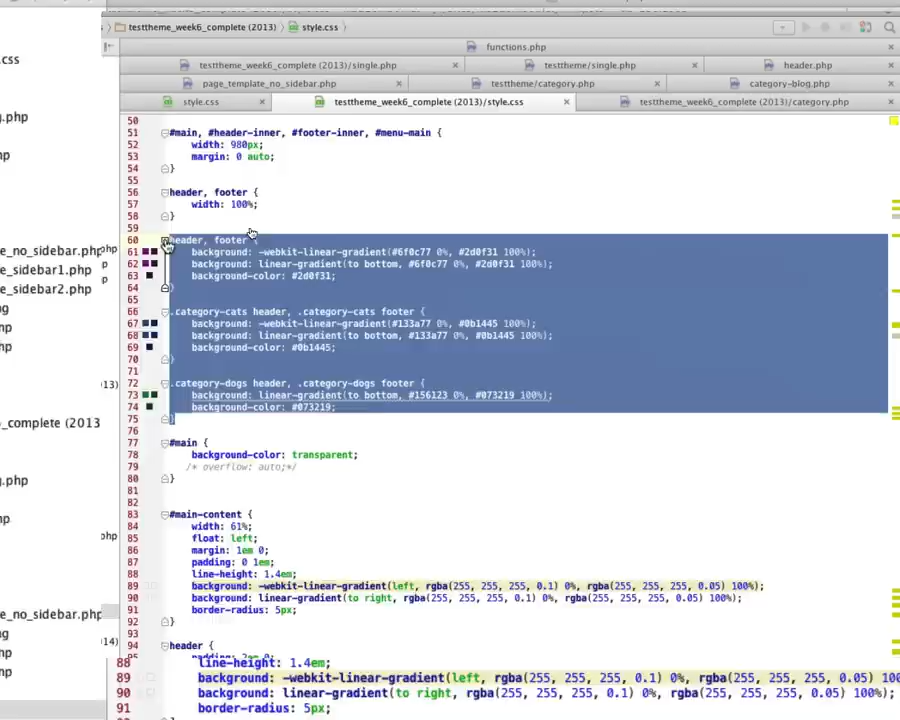 testtheme_week6_complete (2013) style.css
functions.php
testtheme_week6_complete (2013)/single.php testtheme/single.php header.php
page_template_no_sidebar.php testtheme/category.php category-blog.php
style.css testtheme_week6_complete (2013)/style.css testtheme_week6_complete (2013)/category.php
.css
g.php
hp
e_no_sidebar.php
e_sidebar1.php
e_sidebar2.php
ng
mp
hp
_complete (2013
g.php
np
e_no_sidebar.php
ng
mp
hp
php
p
p
13)
php
14)
50
51 #main, #header-inner, #footer-inner, #menu-main {
52 width: 980px;
53 margin: 0 auto;
54 }
55
56 header, footer {
57 width: 100%;
58 }
59
60 header, footer {
61 background: -webkit-linear-gradient(#6f0c77 0%, #2d0f31 100%);
62 background: linear-gradient(to bottom, #6f0c77 0%, #2d0f31 100%);
63 background-color: #2d0f31;
64 }
65
66 .category-cats header, .category-cats footer {
67 background: -webkit-linear-gradient(#133a77 0%, #0b1445 100%);
68 background: linear-gradient(to bottom, #133a77 0%, #0b1445 100%);
69 background-color: #0b1445;
70 }
71
72 .category-dogs header, .category-dogs footer {
73 background: linear-gradient(to bottom, #156123 0%, #073219 100%);
74 background-color: #073219;
75 }
76
77 #main {
78 background-color: transparent;
79 /* overflow: auto;*/
80 }
81
82
83 #main-content {
84 width: 61%;
85 float: left;
86 margin: 1em 0;
87 padding: 0 1em;
88 line-height: 1.4em;
89 background: -webkit-linear-gradient(left, rgba(255, 255, 255, 0.1) 0%, rgba(255, 255, 255, 0.05) 100%);
90 background: linear-gradient(to right, rgba(255, 255, 255, 0.1) 0%, rgba(255, 255, 255, 0.05) 100%);
91 border-radius: 5px;
92 }
93
94 header {
88 line-height: 1.4em;
89 background: -webkit-linear-gradient(left, rgba(255, 255, 255, 0.1) 0%, rgba(255, 255, 255, 0.05) 100
90 background: linear-gradient(to right, rgba(255, 255, 255, 0.1) 0%, rgba(255, 255, 255, 0.05) 100%);
91 border-radius: 5px;